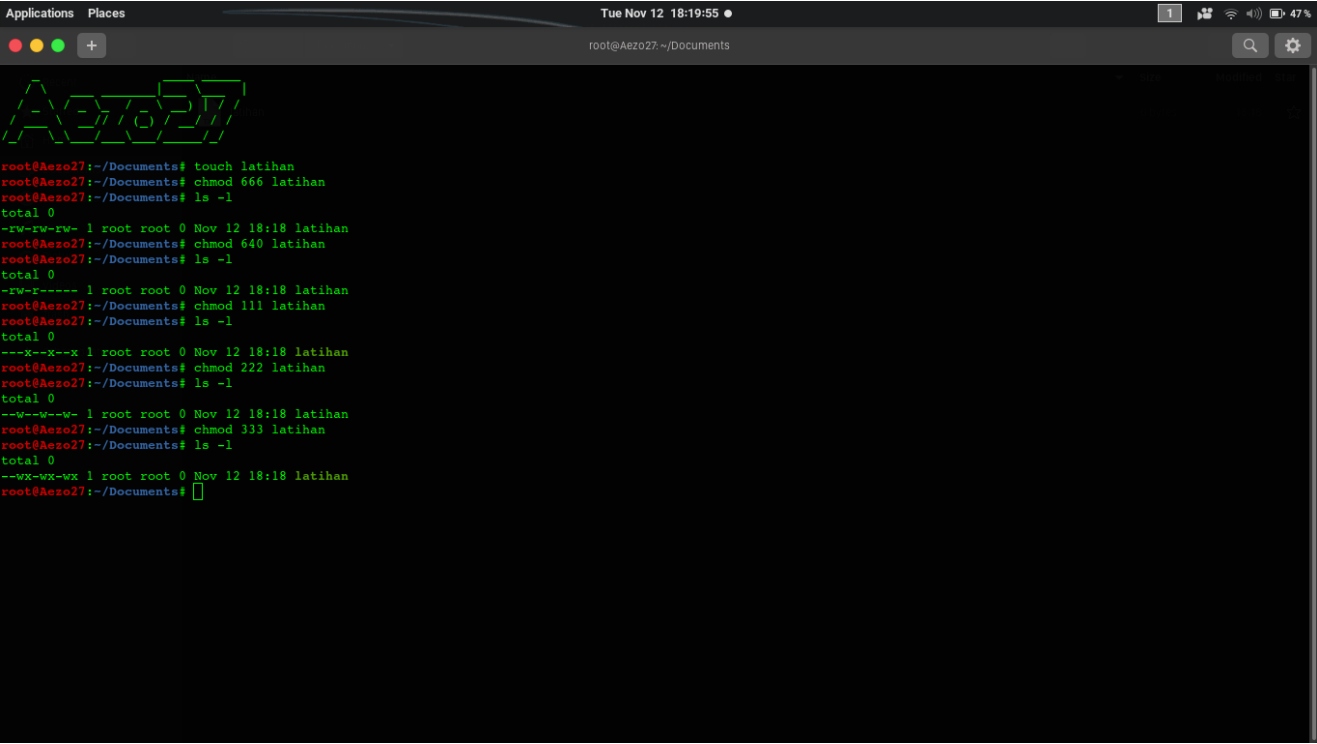 Applications Places Tue Nov 12 18:19:55 1 47 %
root@Aezo27: ~/Documents
Aezo27
root@Aezo27:~/Documents# touch latihan
root@Aezo27:~/Documents# chmod 666 latihan
root@Aezo27:~/Documents# ls -l
total 0
-rw-rw-rw- 1 root root 0 Nov 12 18:18 latihan
root@Aezo27:~/Documents# chmod 640 latihan
root@Aezo27:~/Documents# ls -l
total 0
-rw-r----- 1 root root 0 Nov 12 18:18 latihan
root@Aezo27:~/Documents# chmod 111 latihan
root@Aezo27:~/Documents# ls -l
total 0
---x--x--x 1 root root 0 Nov 12 18:18 latihan
root@Aezo27:~/Documents# chmod 222 latihan
root@Aezo27:~/Documents# ls -l
total 0
--w--w--w- 1 root root 0 Nov 12 18:18 latihan
root@Aezo27:~/Documents# chmod 333 latihan
root@Aezo27:~/Documents# ls -l
total 0
--wx-wx-wx 1 root root 0 Nov 12 18:18 latihan
root@Aezo27:~/Documents#